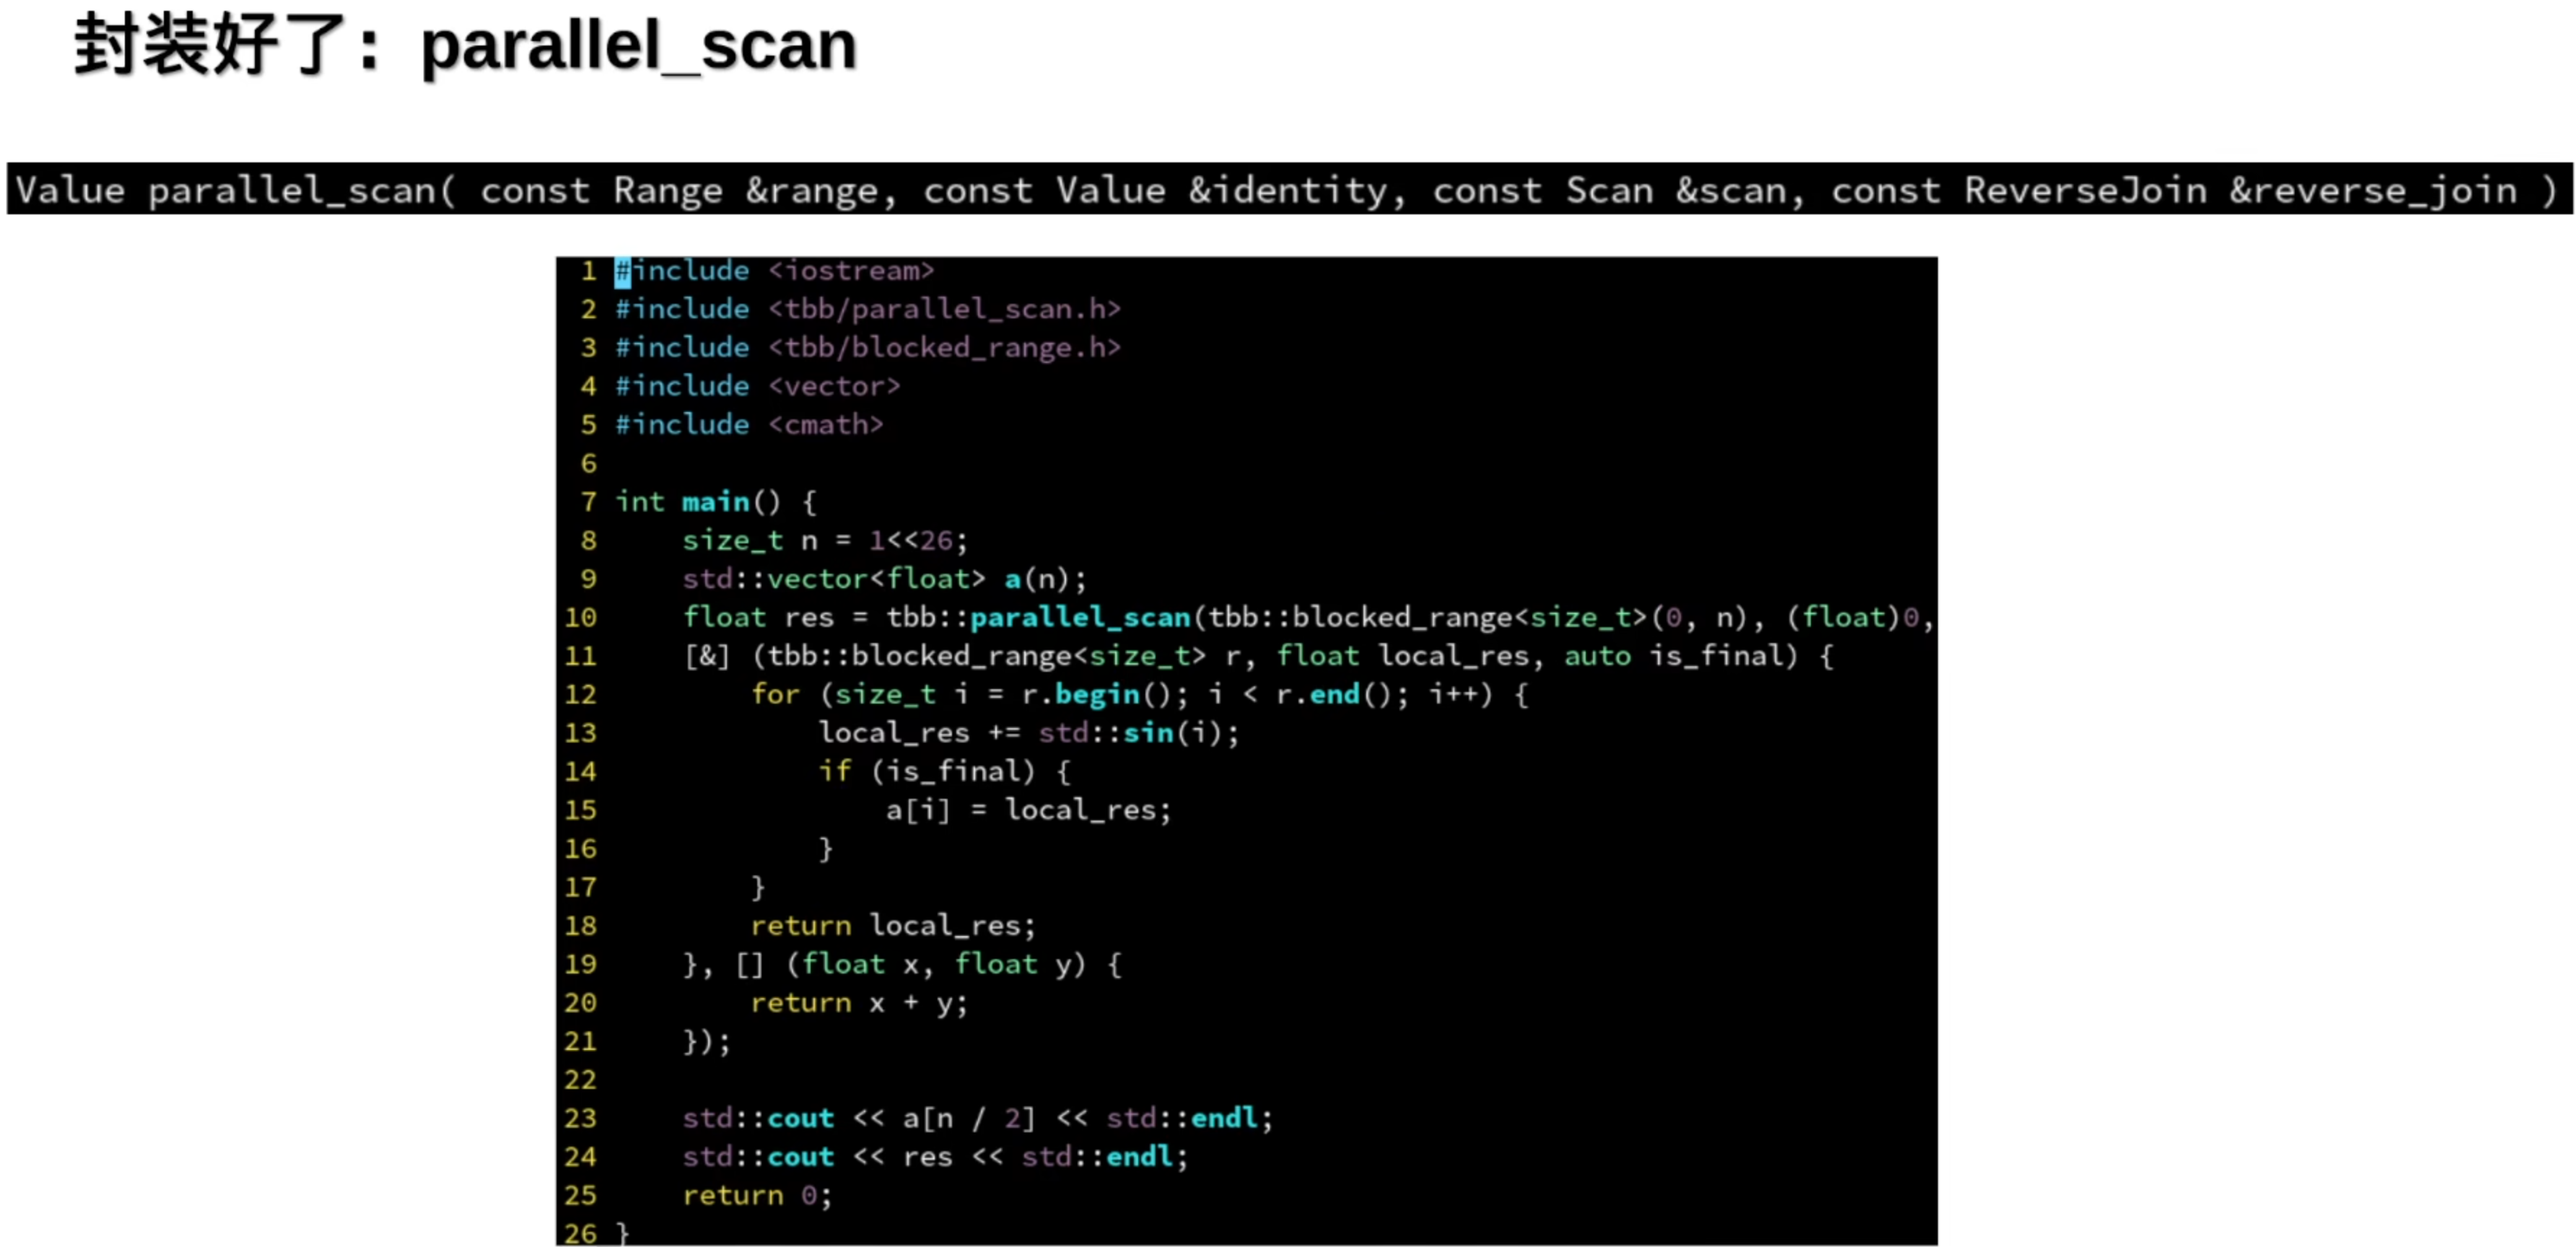 封装好了：parallel_scan
Value parallel_scan( const Range &range, const Value &identity, const Scan &scan, const ReverseJoin &reverse_join )
1 #include <iostream>
2 #include <tbb/parallel_scan.h>
3 #include <tbb/blocked_range.h>
4 #include <vector>
5 #include <cmath>
6
7 int main() {
8     size_t n = 1<<26;
9     std::vector<float> a(n);
10     float res = tbb::parallel_scan(tbb::blocked_range<size_t>(0, n), (float)0,
11     [&] (tbb::blocked_range<size_t> r, float local_res, auto is_final) {
12         for (size_t i = r.begin(); i < r.end(); i++) {
13             local_res += std::sin(i);
14             if (is_final) {
15                 a[i] = local_res;
16             }
17         }
18         return local_res;
19     }, [] (float x, float y) {
20         return x + y;
21     });
22
23     std::cout << a[n / 2] << std::endl;
24     std::cout << res << std::endl;
25     return 0;
26 }